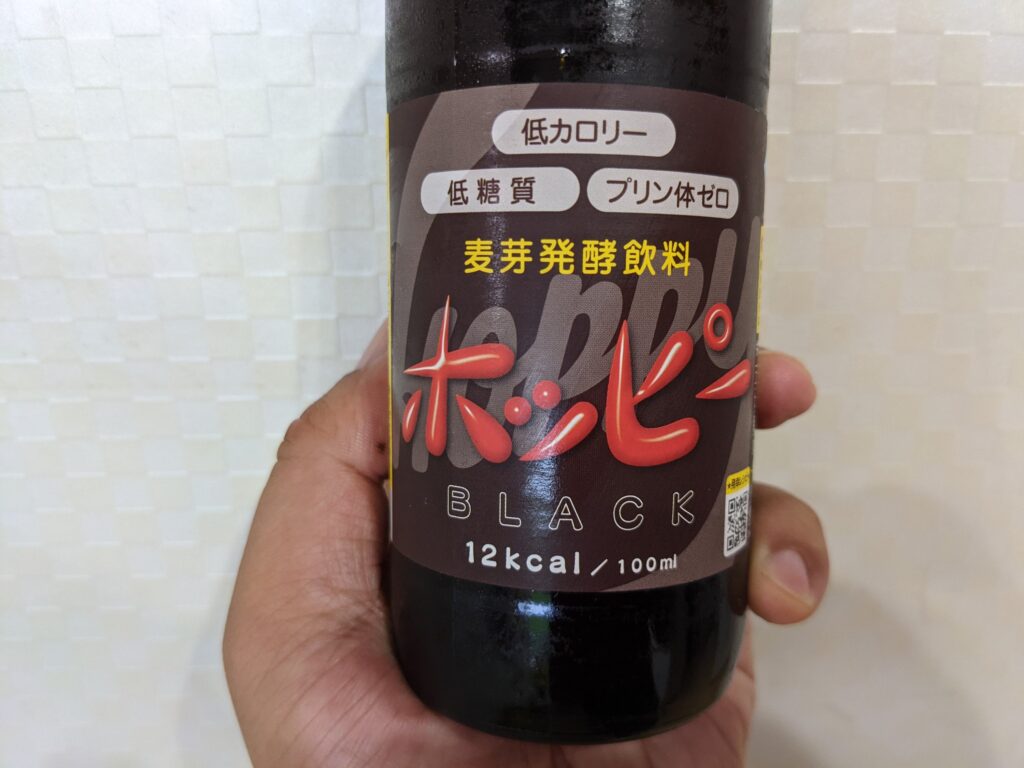 低カロリー
低糖質 プリン体ゼロ
麦芽発酵飲料
Hoppy
ホッピー
BLACK
12kcal/100ml